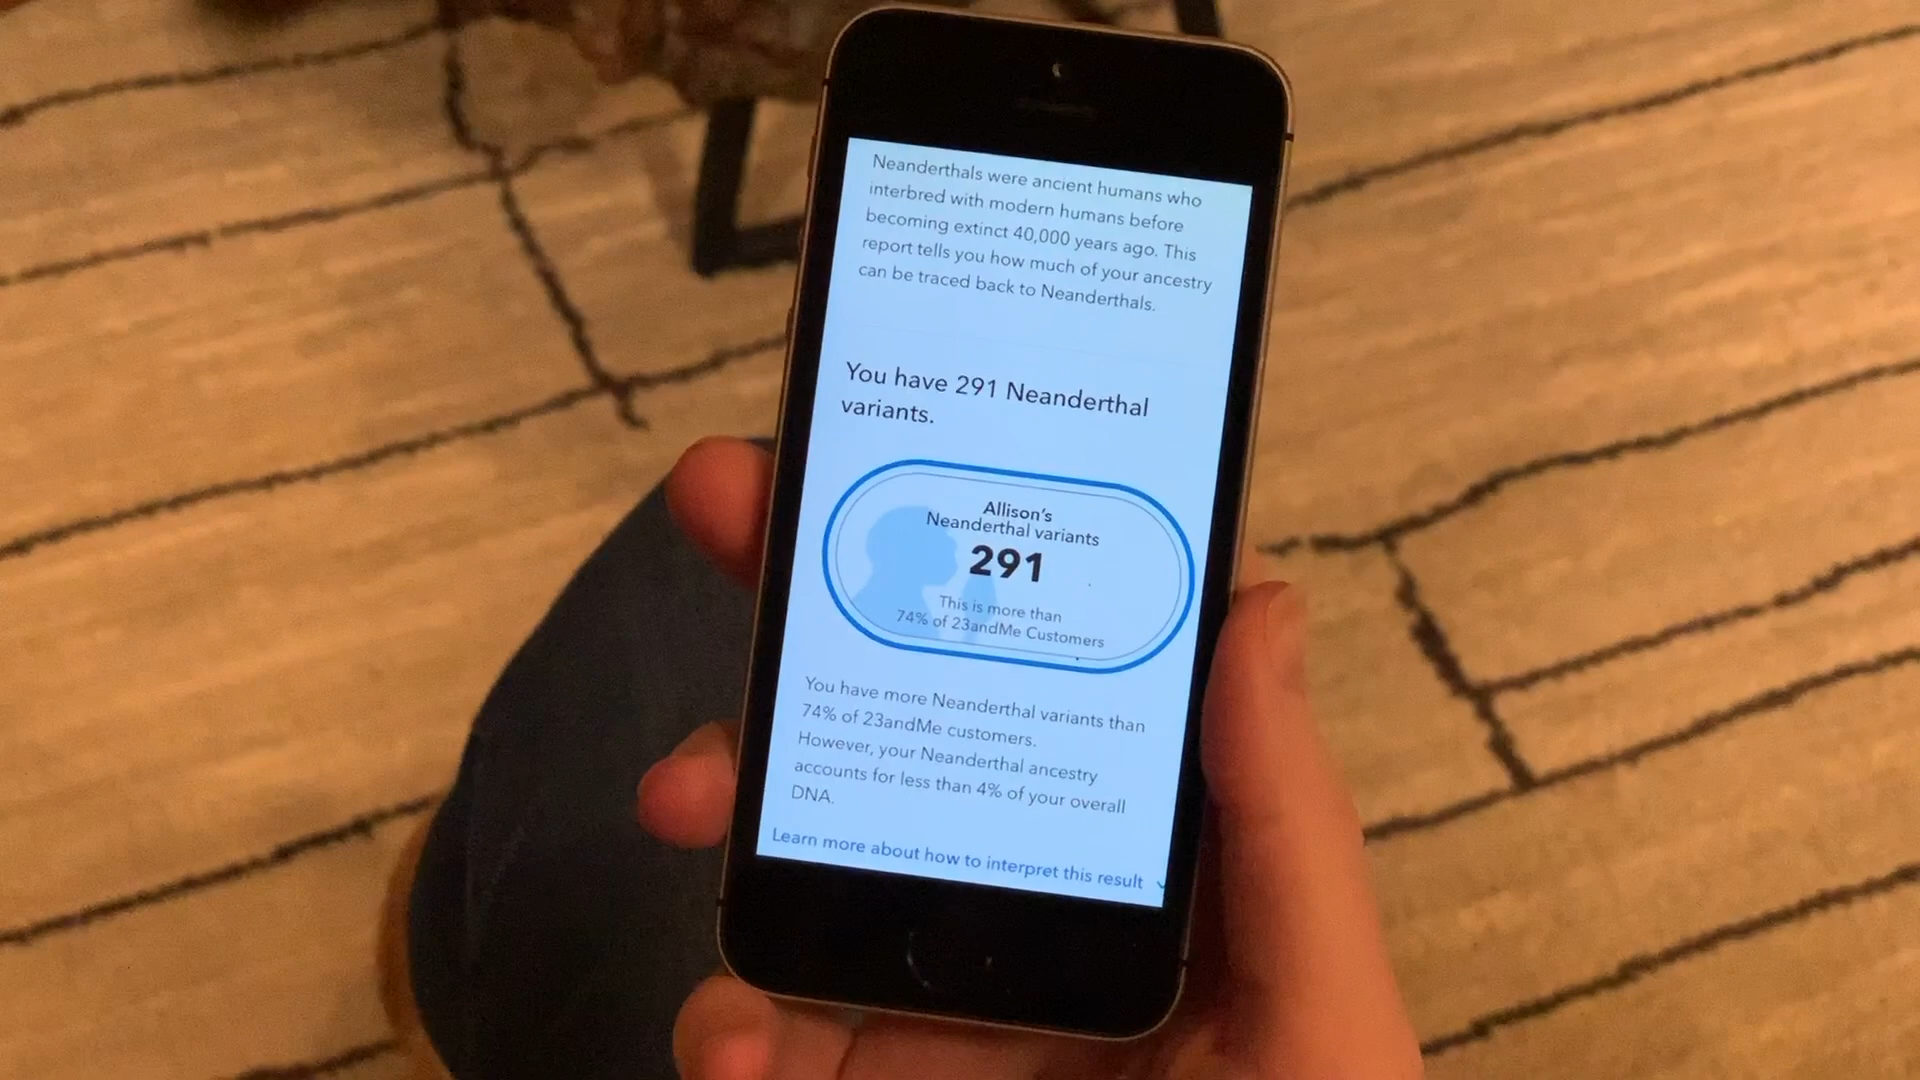 Neanderthals were ancient humans who
interbred with modern humans before
becoming extinct 40,000 years ago. This
report tells you how much of your ancestry
can be traced back to Neanderthals.
You have 291 Neanderthal
variants.
Allison's
Neanderthal variants
291
This is more than
74% of 23andMe Customers
You have more Neanderthal variants than
74% of 23andMe customers.
However, your Neanderthal ancestry
accounts for less than 4% of your overall
DNA.
Learn more about how to interpret this result